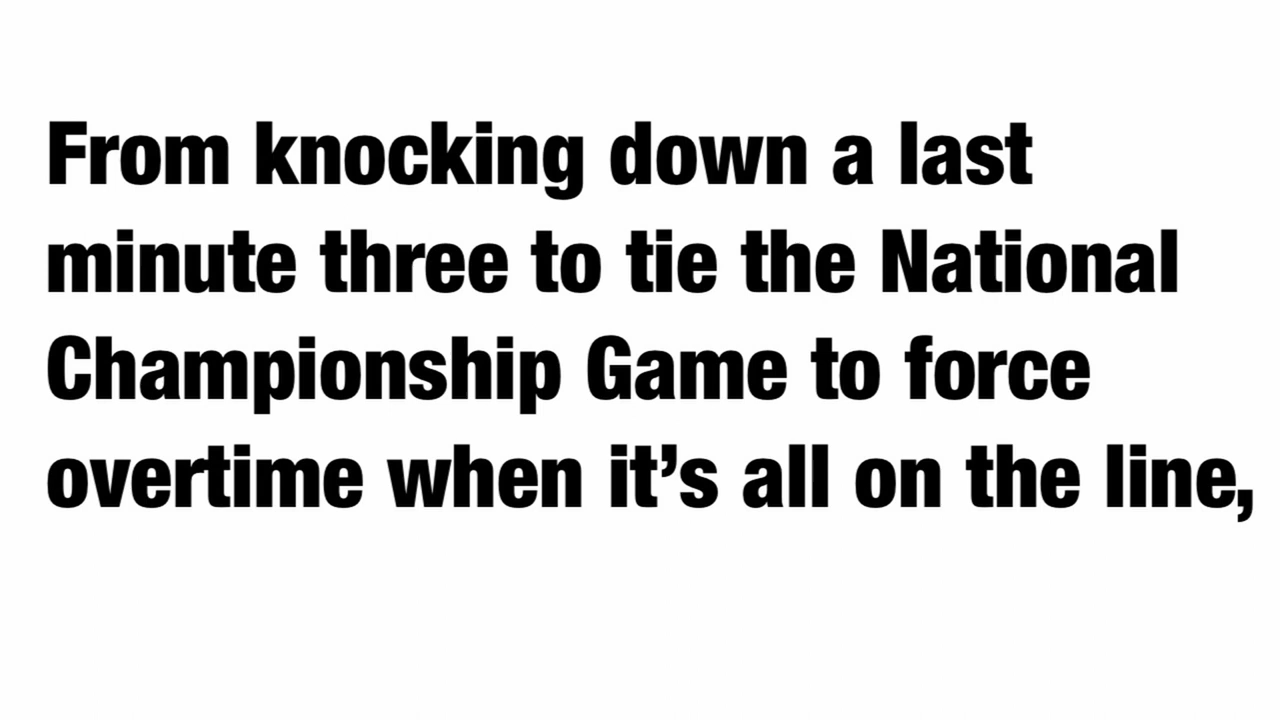 From knocking down a last
minute three to tie the National
Championship Game to force
overtime when it’s all on the line,